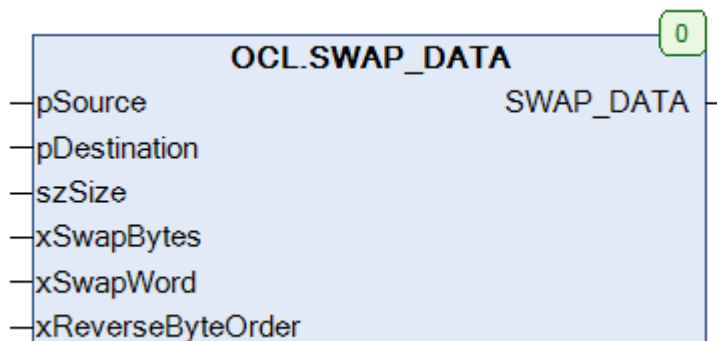 0
OCL.SWAP_DATA
pSource SWAP_DATA
pDestination
szSize
xSwapBytes
xSwapWord
xReverseByteOrder